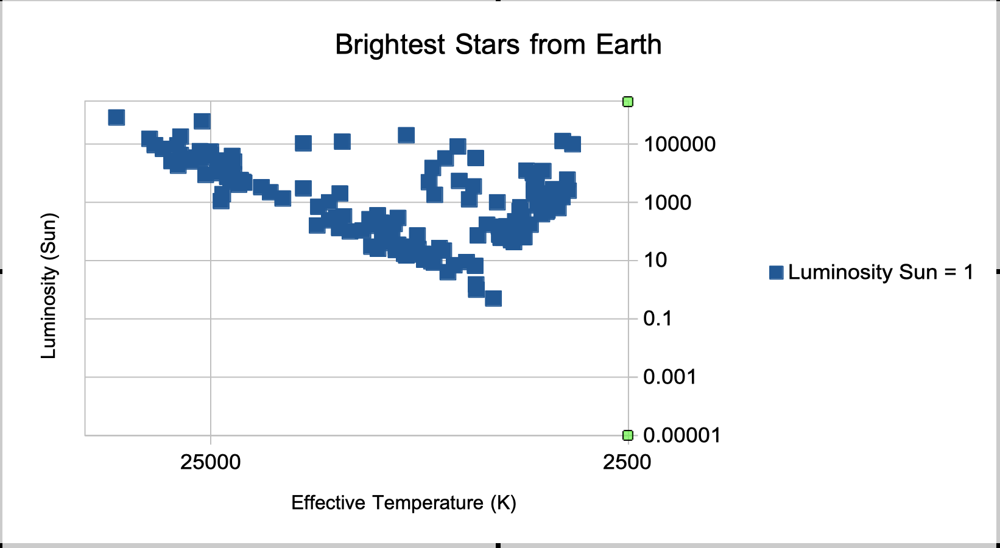 Brightest Stars from Earth
Luminosity (Sun)
100000
1000
10
0.1
0.001
0.00001
25000
2500
Effective Temperature (K)
Luminosity Sun = 1